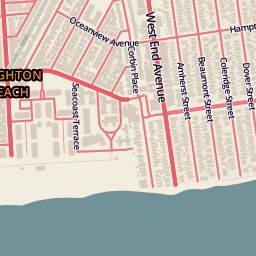 Oceanview Avenue
Hampt
West End Avenue
Corbin Place
GHTON
EACH
Seacoast Terrace
Amherst Street
Beaumont Street
Coleridge Street
Dover Street